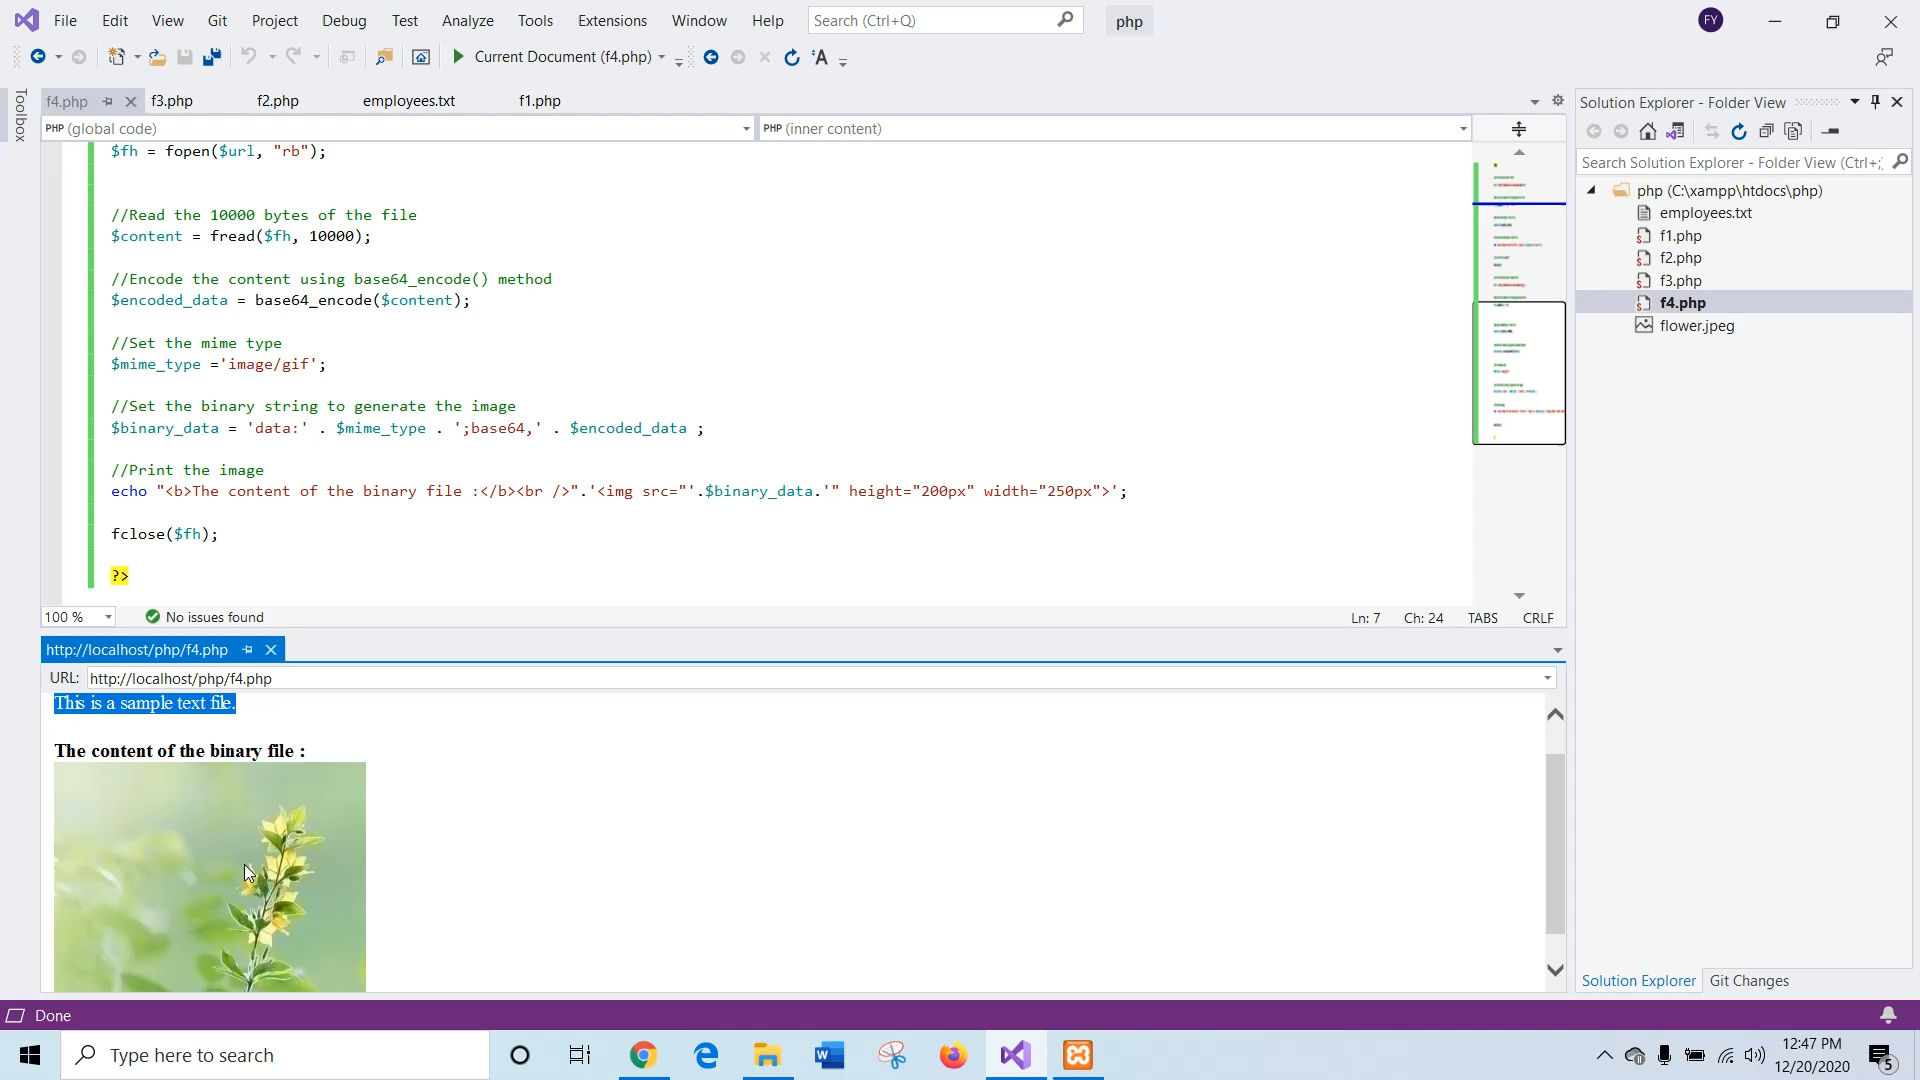 File Edit View Git Project Debug Test Analyze Tools Extensions Window Help Search (Ctrl+Q) php FY
Current Document (f4.php)
Toolbox
f4.php f3.php f2.php employees.txt f1.php
PHP (global code) PHP (inner content)
$fh = fopen($url, "rb");
//Read the 10000 bytes of the file
$content = fread($fh, 10000);
//Encode the content using base64_encode() method
$encoded_data = base64_encode($content);
//Set the mime type
$mime_type ='image/gif';
//Set the binary string to generate the image
$binary_data = 'data:' . $mime_type . ';base64,' . $encoded_data ;
//Print the image
echo "<b>The content of the binary file :</b><br />".'<img src="'.$binary_data.'" height="200px" width="250px">';
fclose($fh);
?>
100 % No issues found Ln: 7 Ch: 24 TABS CRLF
http://localhost/php/f4.php
URL: http://localhost/php/f4.php
This is a sample text file.
The content of the binary file :
Solution Explorer - Folder View
Search Solution Explorer - Folder View (Ctrl+;
php (C:\xampp\htdocs\php)
employees.txt
f1.php
f2.php
f3.php
f4.php
flower.jpeg
Solution Explorer Git Changes
Done
Type here to search
12:47 PM
12/20/2020
5